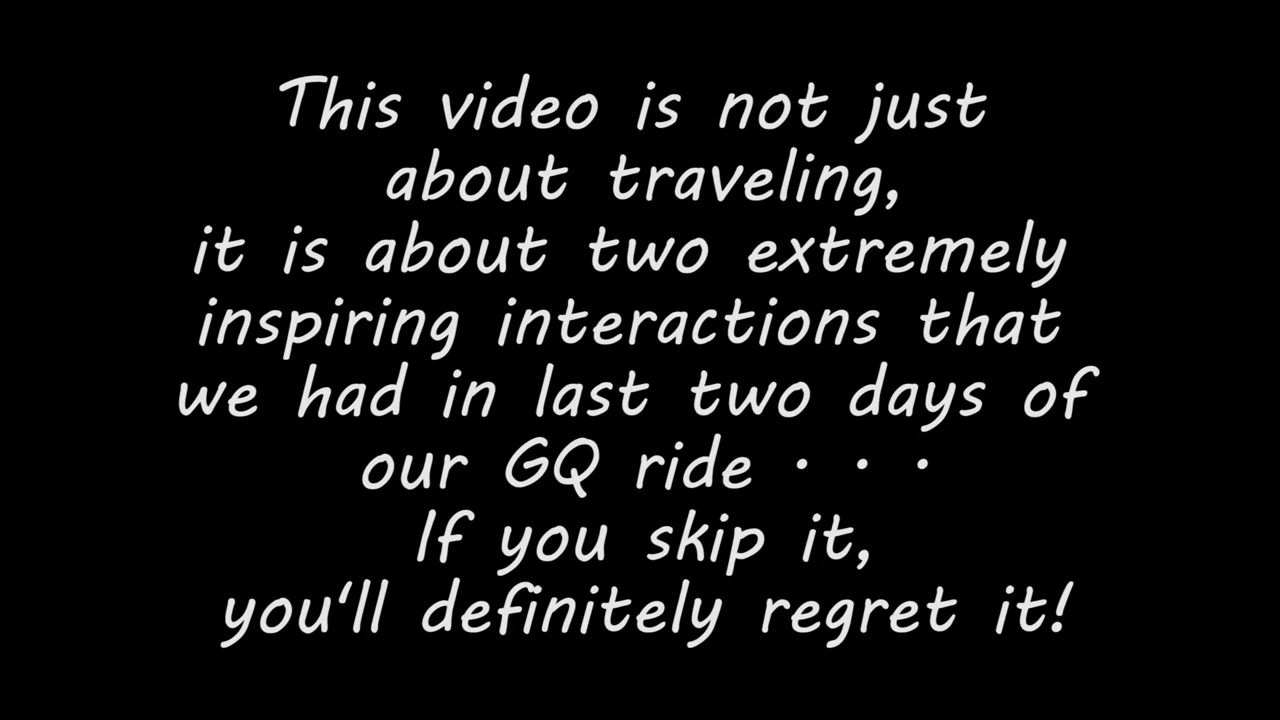 This video is not just
about traveling,
it is about two extremely
inspiring interactions that
we had in last two days of
our GQ ride . . .
If you skip it,
you'll definitely regret it!